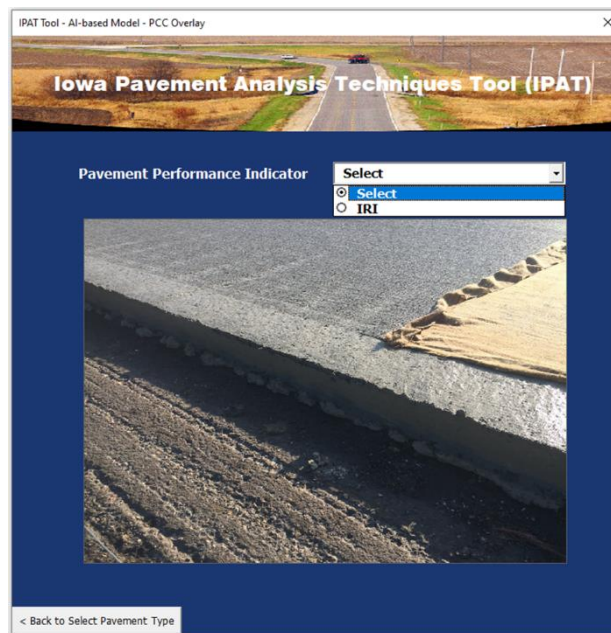 IPAT Tool - AI-based Model - PCC Overlay
Iowa Pavement Analysis Techniques Tool (IPAT)
Pavement Performance Indicator
Select
Select
IRI
< Back to Select Pavement Type